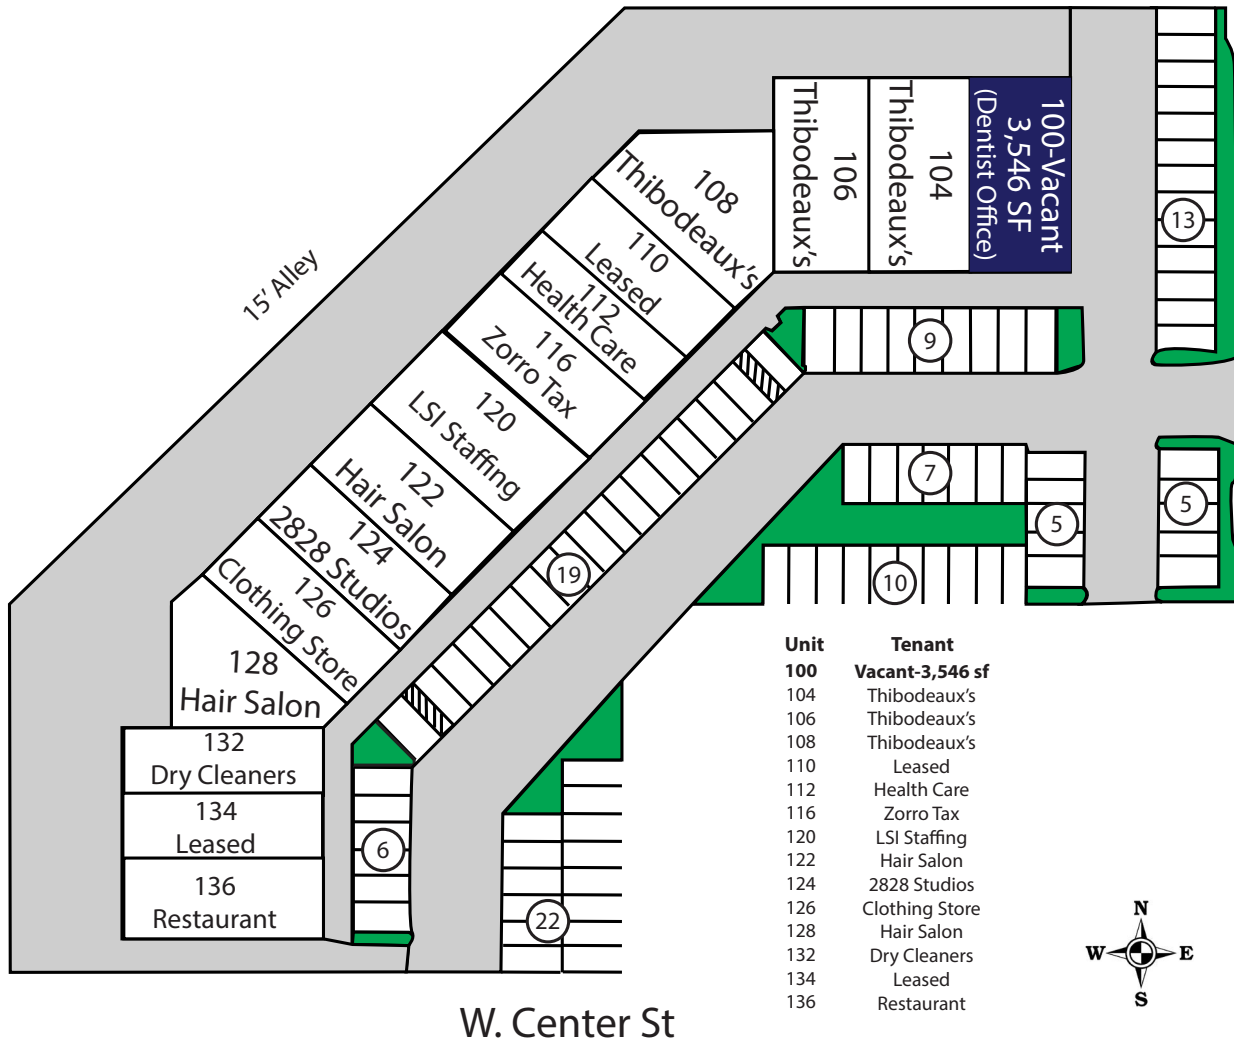 15' Alley
100-Vacant
3,546 SF
(Dentist Office)
104
Thibodeaux's
106
Thibodeaux's
108
Thibodeaux's
110
Leased
112
Health Care
116
Zorro Tax
120
LSI Staffing
122
Hair Salon
124
2828 Studios
126
Clothing Store
128
Hair Salon
132
Dry Cleaners
134
Leased
136
Restaurant
13
9
7
5
5
10
19
6
22
Unit Tenant
100 Vacant-3,546 sf
104 Thibodeaux's
106 Thibodeaux's
108 Thibodeaux's
110 Leased
112 Health Care
116 Zorro Tax
120 LSI Staffing
122 Hair Salon
124 2828 Studios
126 Clothing Store
128 Hair Salon
132 Dry Cleaners
134 Leased
136 Restaurant
N
W E
S
W. Center St